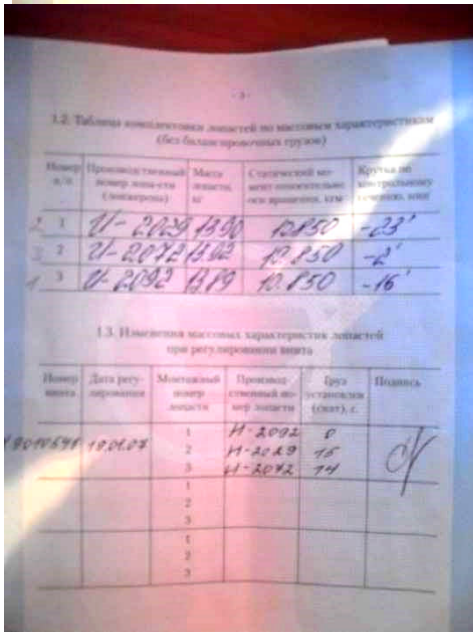 - 3 -
1.2. Таблица комплектовки лопастей по массовым характеристикам
(без балансировочных грузов)
Номер п/п Производственный номер лопасти (лонжерона) Масса лопасти, кг Статический момент относительно оси вращения, кгм Крутка по контрольному сечению, мин
2 1 И-2029 13.90 10.850 -23'
3 2 И-2072 13.92 10.850 -2'
1 3 И-2092 13.89 10.850 -16'
1.3. Изменения массовых характеристик лопастей
при регулировании винта
Номер винта Дата регулирования Монтажный номер лопасти Производственный номер лопасти Груз установлен (снят), г. Подпись
1 И-2092 0
19.01.07 2 И-2029 15
3 И-2072 14
1
2
3
1
2
3